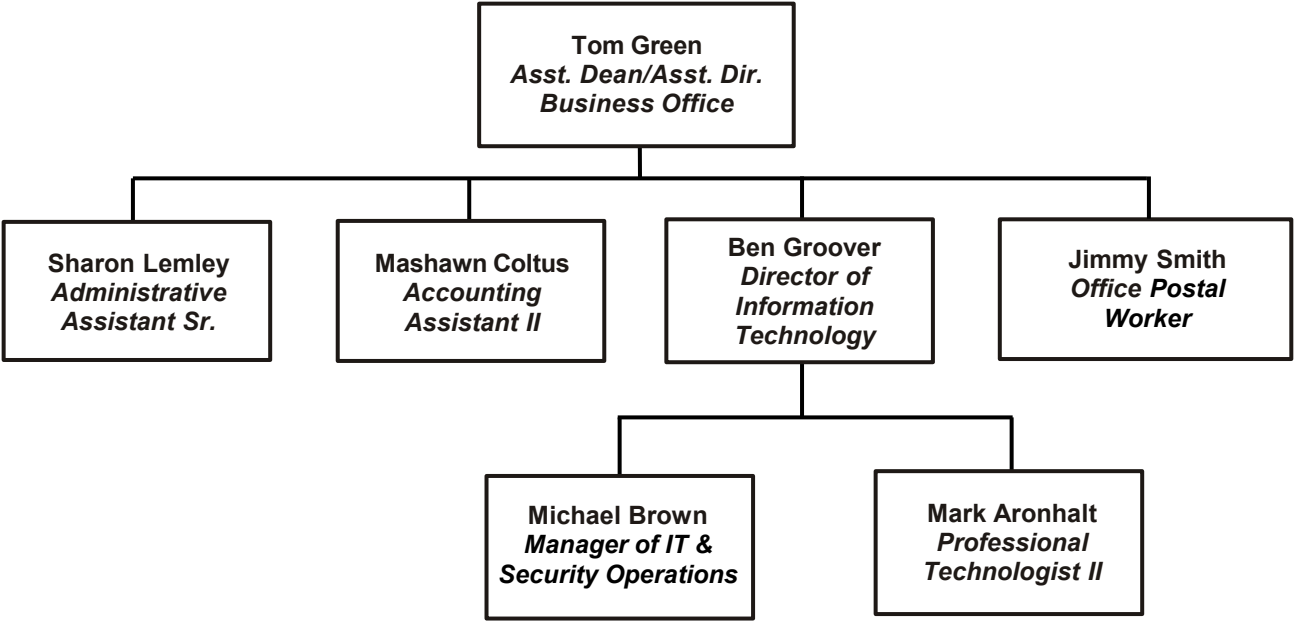 Tom Green
Asst. Dean/Asst. Dir.
Business Office
Sharon Lemley
Administrative
Assistant Sr.
Mashawn Coltus
Accounting
Assistant II
Ben Groover
Director of
Information
Technology
Jimmy Smith
Office Postal
Worker
Michael Brown
Manager of IT &
Security Operations
Mark Aronhalt
Professional
Technologist II